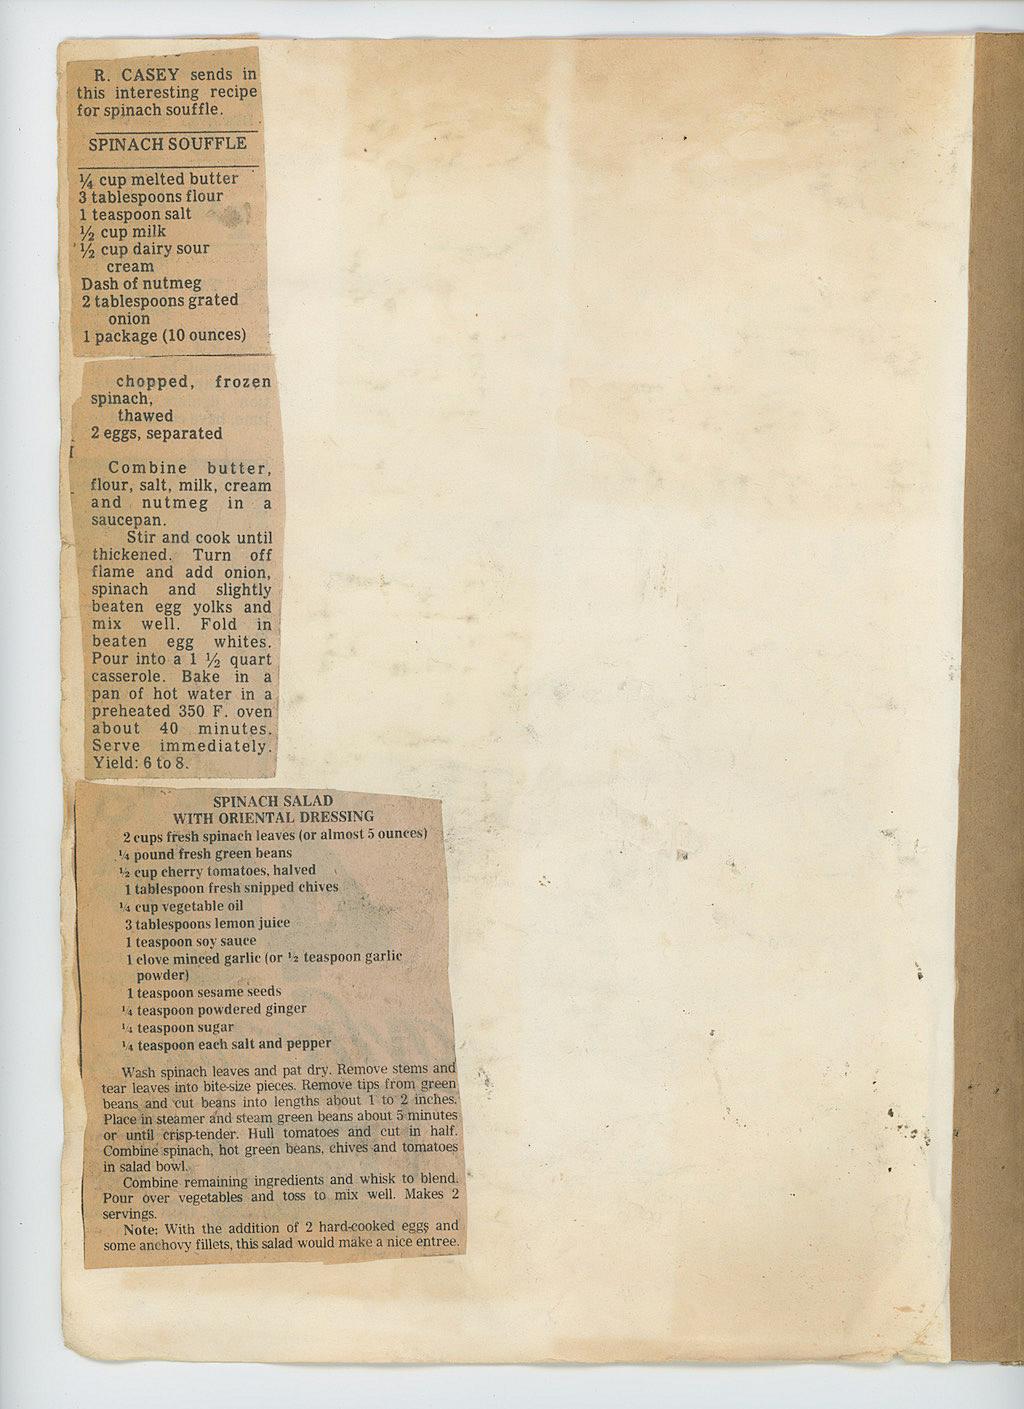 R. CASEY sends in
this interesting recipe
for spinach souffle.
SPINACH SOUFFLE
¼ cup melted butter
3 tablespoons flour
1 teaspoon salt
½ cup milk
½ cup dairy sour
cream
Dash of nutmeg
2 tablespoons grated
onion
1 package (10 ounces)
chopped, frozen
spinach,
thawed
2 eggs, separated
Combine butter,
flour, salt, milk, cream
and nutmeg in a
saucepan.
Stir and cook until
thickened. Turn off
flame and add onion,
spinach and slightly
beaten egg yolks and
mix well. Fold in
beaten egg whites.
Pour into a 1 ½ quart
casserole. Bake in a
pan of hot water in a
preheated 350 F. oven
about 40 minutes.
Serve immediately.
Yield: 6 to 8.
SPINACH SALAD
WITH ORIENTAL DRESSING
2 cups fresh spinach leaves (or almost 5 ounces)
¼ pound fresh green beans
½ cup cherry tomatoes, halved
1 tablespoon fresh snipped chives
¼ cup vegetable oil
3 tablespoons lemon juice
1 teaspoon soy sauce
1 clove minced garlic (or ½ teaspoon garlic
powder)
1 teaspoon sesame seeds
¼ teaspoon powdered ginger
¼ teaspoon sugar
¼ teaspoon each salt and pepper
Wash spinach leaves and pat dry. Remove stems and
tear leaves into bite-size pieces. Remove tips from green
beans and cut beans into lengths about 1 to 2 inches.
Place in steamer and steam green beans about 5 minutes
or until crisp-tender. Hull tomatoes and cut in half.
Combine spinach, hot green beans, chives and tomatoes
in salad bowl.
Combine remaining ingredients and whisk to blend.
Pour over vegetables and toss to mix well. Makes 2
servings.
Note: With the addition of 2 hard-cooked eggs and
some anchovy fillets, this salad would make a nice entree.